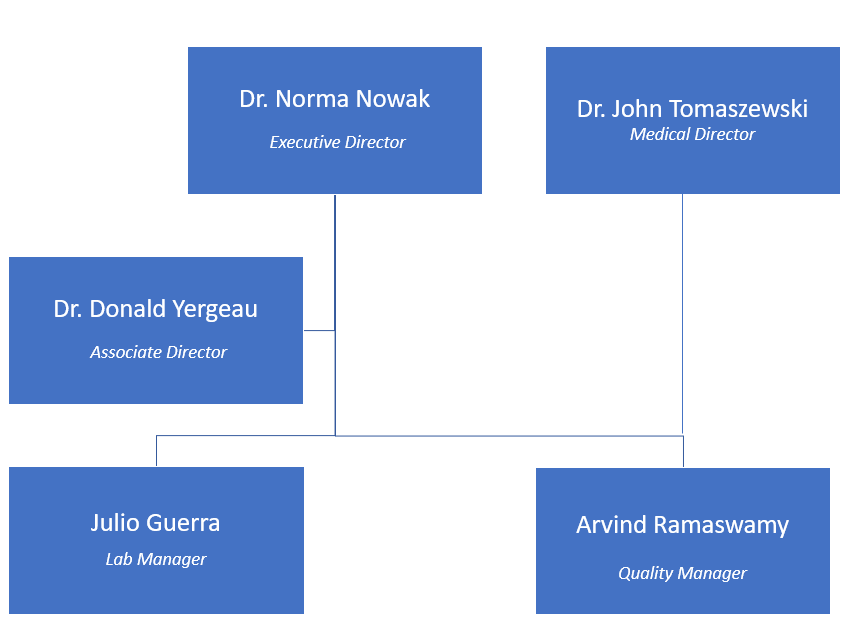 Dr. Norma Nowak
Executive Director
Dr. John Tomaszewski
Medical Director
Dr. Donald Yergeau
Associate Director
Julio Guerra
Lab Manager
Arvind Ramaswamy
Quality Manager